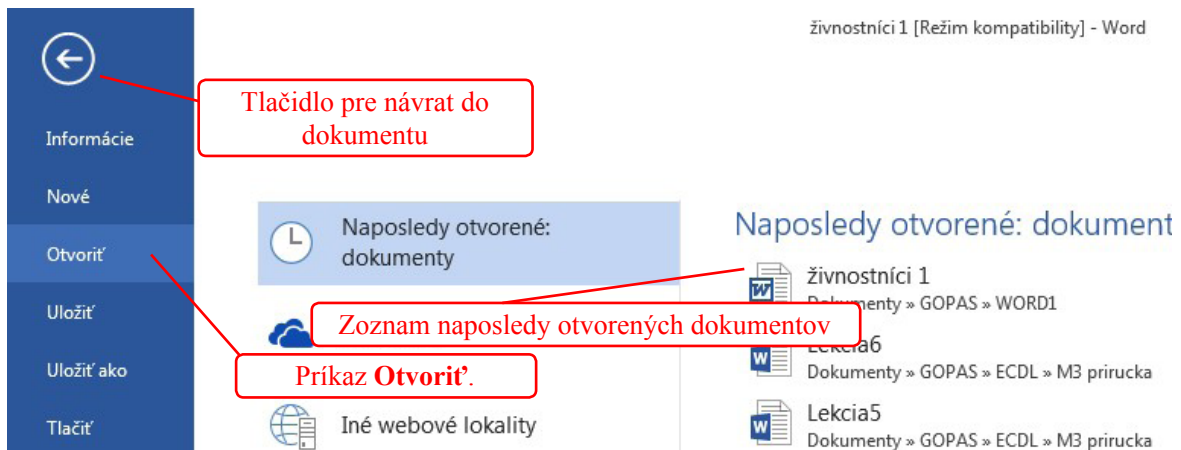 živnostníci 1 [Režim kompatibility] - Word
Tlačidlo pre návrat do
dokumentu
Informácie
Nové
Otvoriť
Uložiť
Uložiť ako
Tlačiť
Naposledy otvorené:
dokumenty
Zoznam naposledy otvorených dokumentov
Príkaz Otvoriť.
Iné webové lokality
Naposledy otvorené: dokument
živnostníci 1
Dokumenty » GOPAS » WORD1
Lekcia6
Dokumenty » GOPAS » ECDL » M3 prirucka
Lekcia5
Dokumenty » GOPAS » ECDL » M3 prirucka